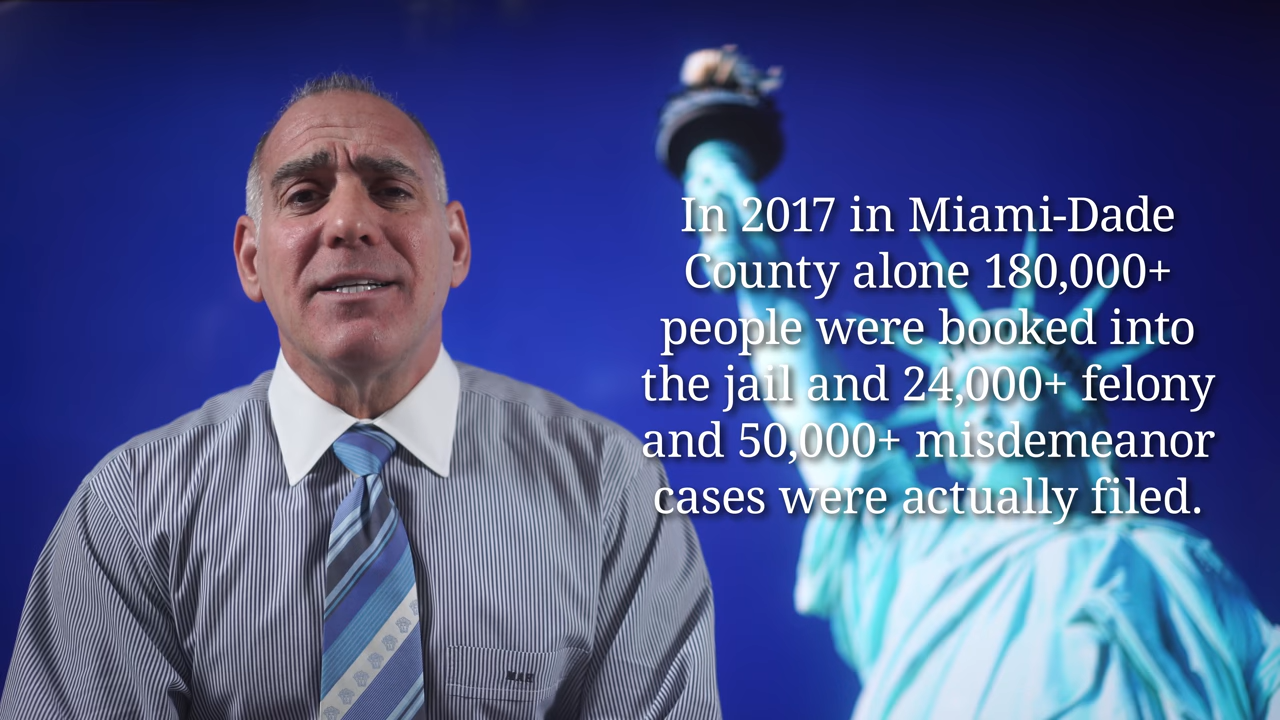 In 2017 in Miami-Dade
County alone 180,000+
people were booked into
the jail and 24,000+ felony
and 50,000+ misdemeanor
cases were actually filed.